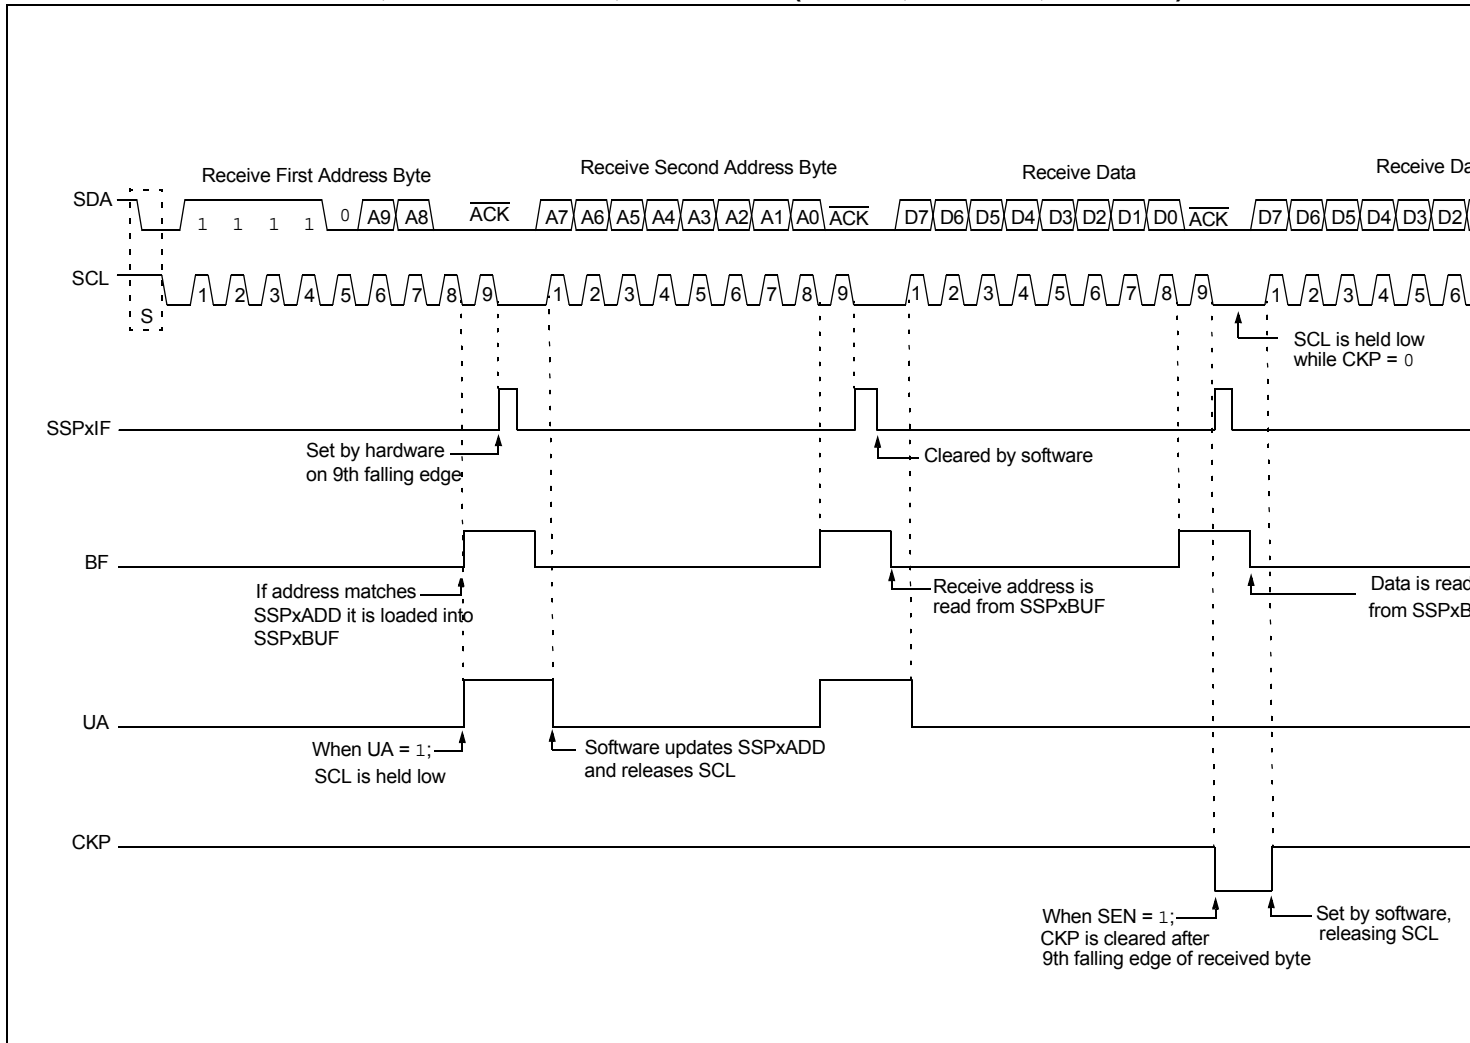 Receive First Address Byte
Receive Second Address Byte
Receive Data
Receive Da
SDA
1 1 1 1 0 A9 A8 ACK A7 A6 A5 A4 A3 A2 A1 A0 ACK D7 D6 D5 D4 D3 D2 D1 D0 ACK D7 D6 D5 D4 D3 D2
SCL
S
1 2 3 4 5 6 7 8 9 1 2 3 4 5 6 7 8 9 1 2 3 4 5 6 7 8 9 1 2 3 4 5 6
SCL is held low
while CKP = 0
SSPxIF
Set by hardware
on 9th falling edge
Cleared by software
BF
If address matches
SSPxADD it is loaded into
SSPxBUF
Receive address is
read from SSPxBUF
Data is read
from SSPxB
UA
When UA = 1;
SCL is held low
Software updates SSPxADD
and releases SCL
CKP
When SEN = 1;
CKP is cleared after
9th falling edge of received byte
Set by software,
releasing SCL